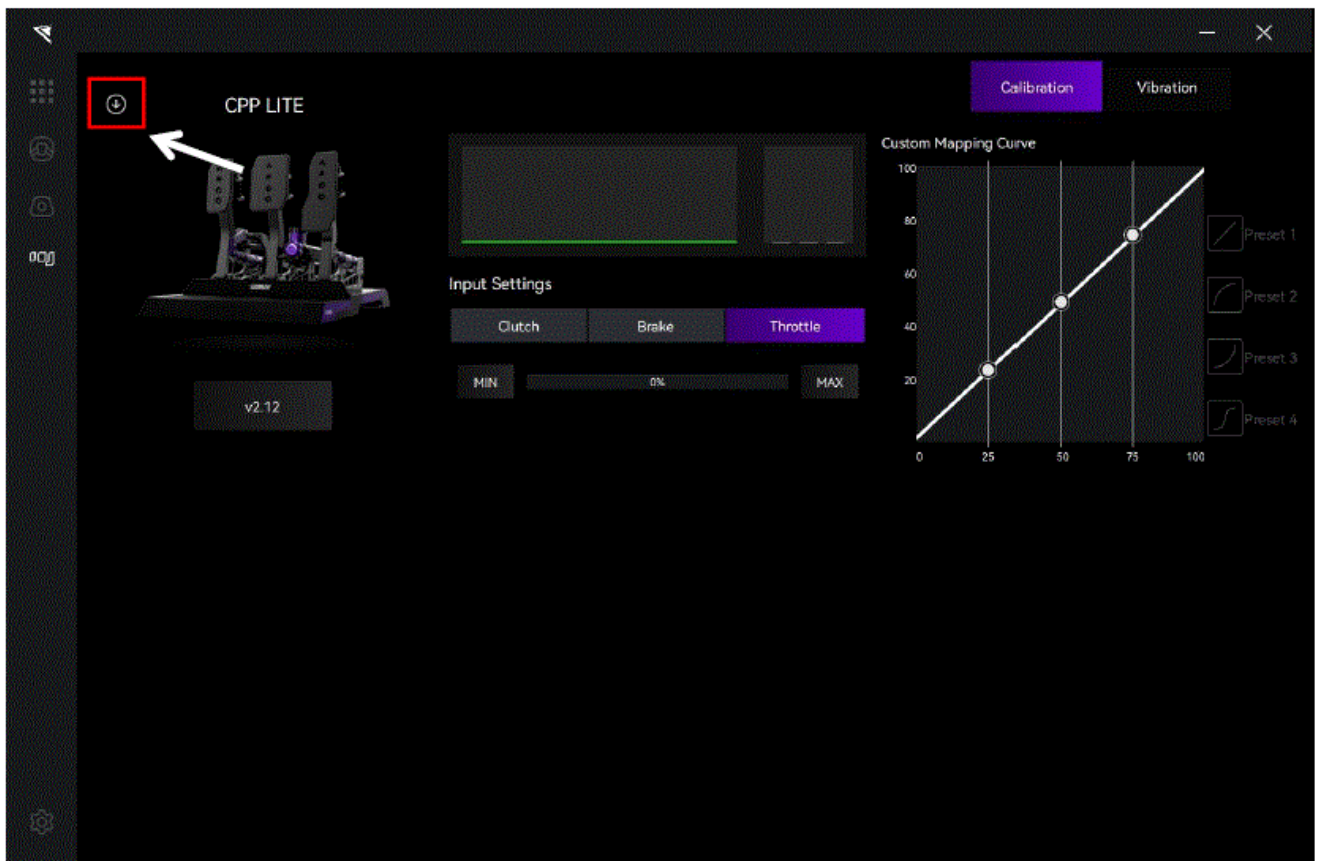 Calibration Vibration
CPP LITE
Custom Mapping Curve
100
80
60
40
20
0 25 50 75 100
Preset 1
Preset 2
Preset 3
Preset 4
Input Settings
Clutch Brake Throttle
MIN 0% MAX
v2.12